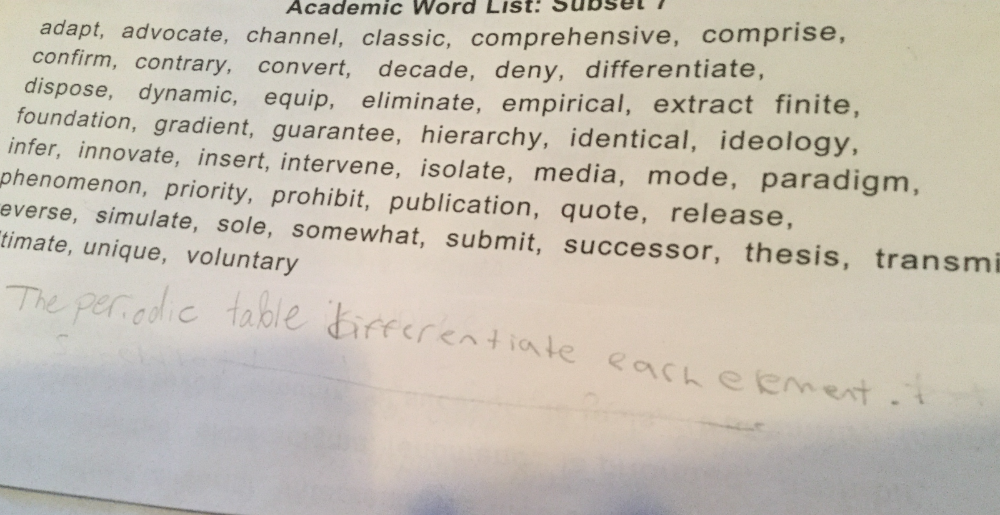 Academic Word List: Subset 7
adapt, advocate, channel, classic, comprehensive, comprise,
confirm, contrary, convert, decade, deny, differentiate,
dispose, dynamic, equip, eliminate, empirical, extract finite,
foundation, gradient, guarantee, hierarchy, identical, ideology,
infer, innovate, insert, intervene, isolate, media, mode, paradigm,
phenomenon, priority, prohibit, publication, quote, release,
everse, simulate, sole, somewhat, submit, successor, thesis, transmi
ltimate, unique, voluntary
The periodic table differentiate each element.